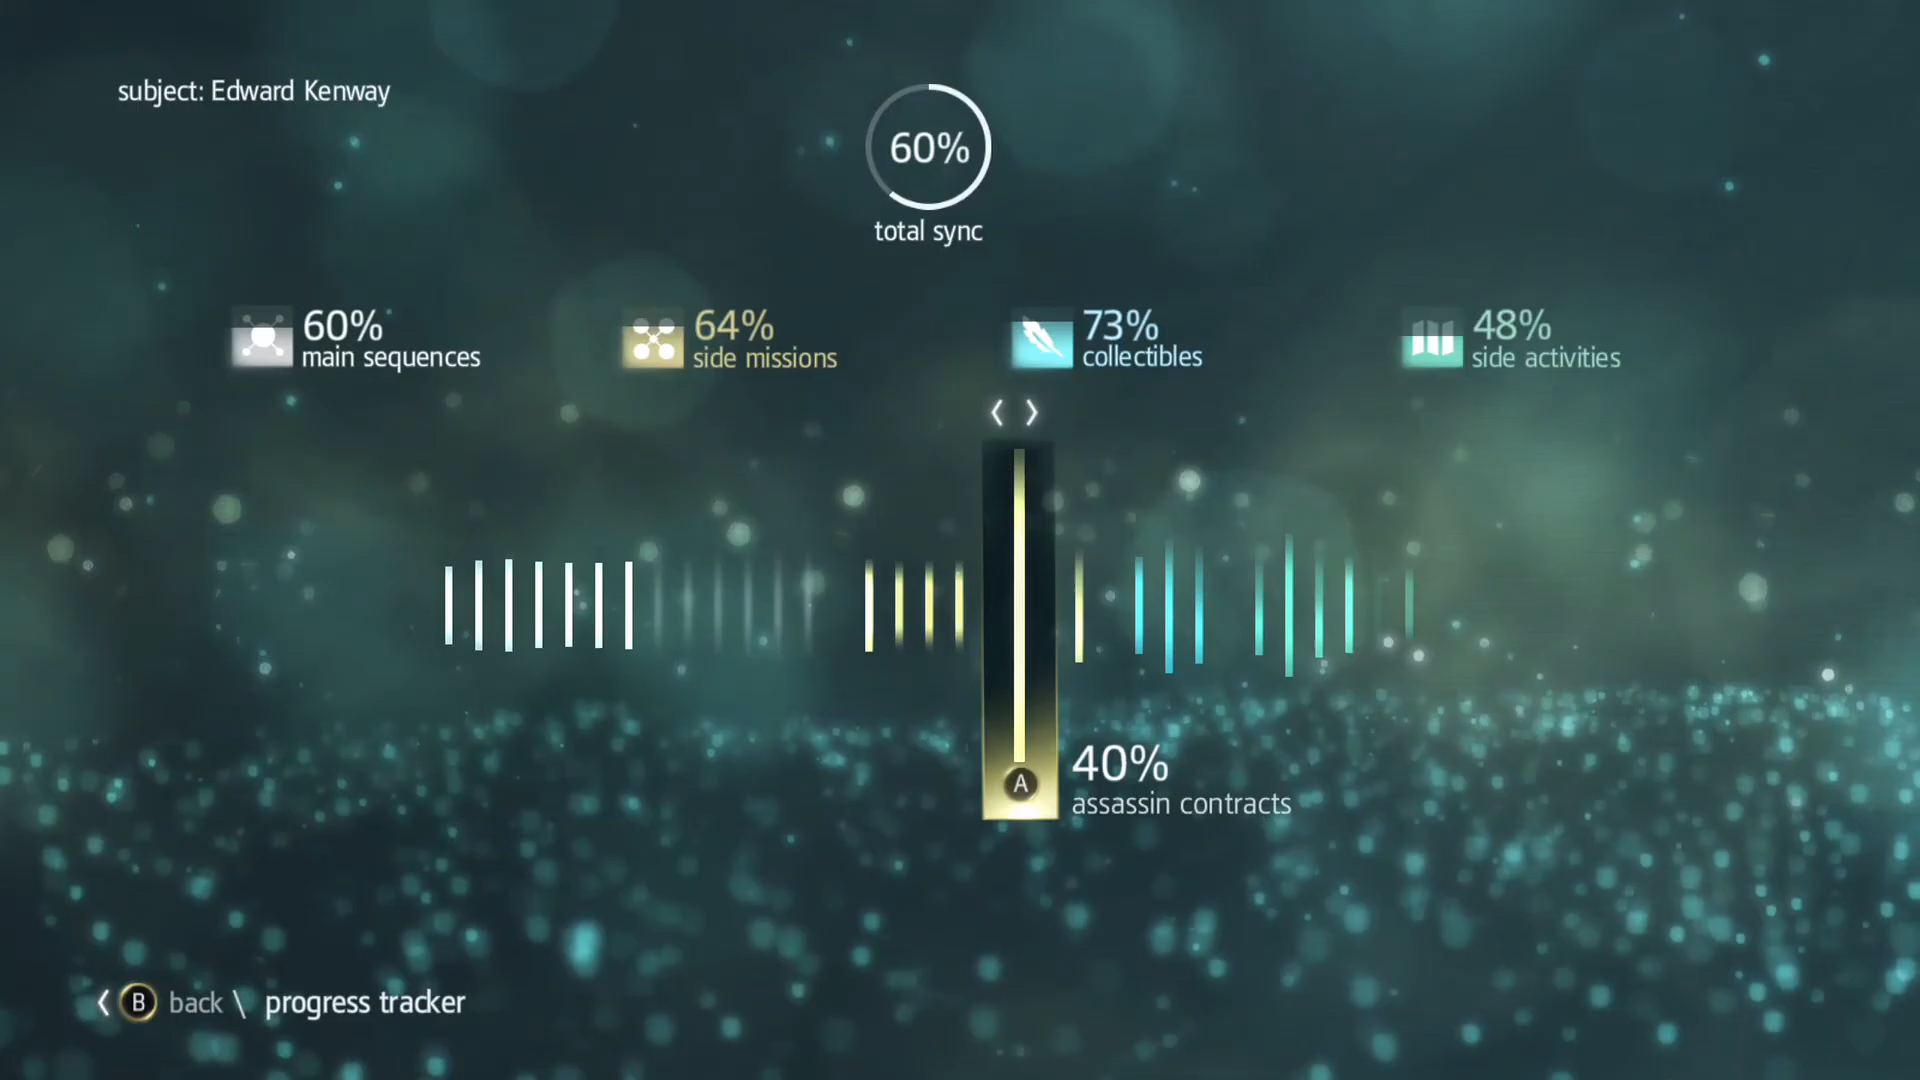 subject: Edward Kenway
60%
total sync
60%
main sequences
64%
side missions
73%
collectibles
48%
side activities
A
40%
assassin contracts
B back \ progress tracker